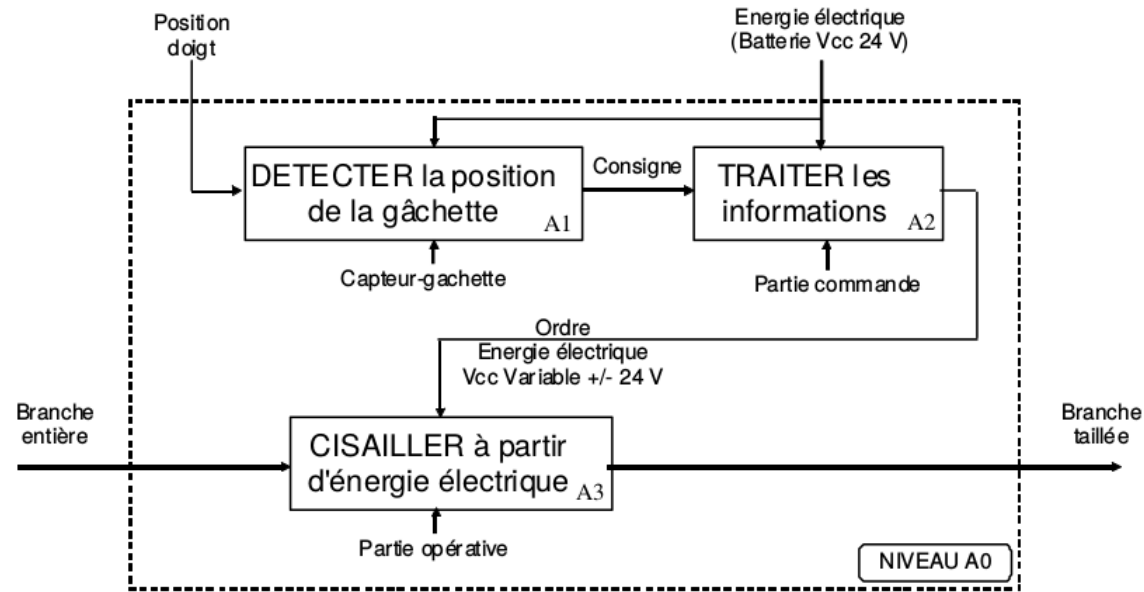 Position
doigt
Energie électrique
(Batterie Vcc 24 V)
DETECTER la position
de la gâchette
A1
Consigne
TRAITER les
informations
A2
Capteur-gachette
Partie commande
Ordre
Energie électrique
Vcc Variable +/- 24 V
Branche
entière
CISAILLER à partir
d'énergie électrique
A3
Branche
taillée
Partie opérative
NIVEAU A0